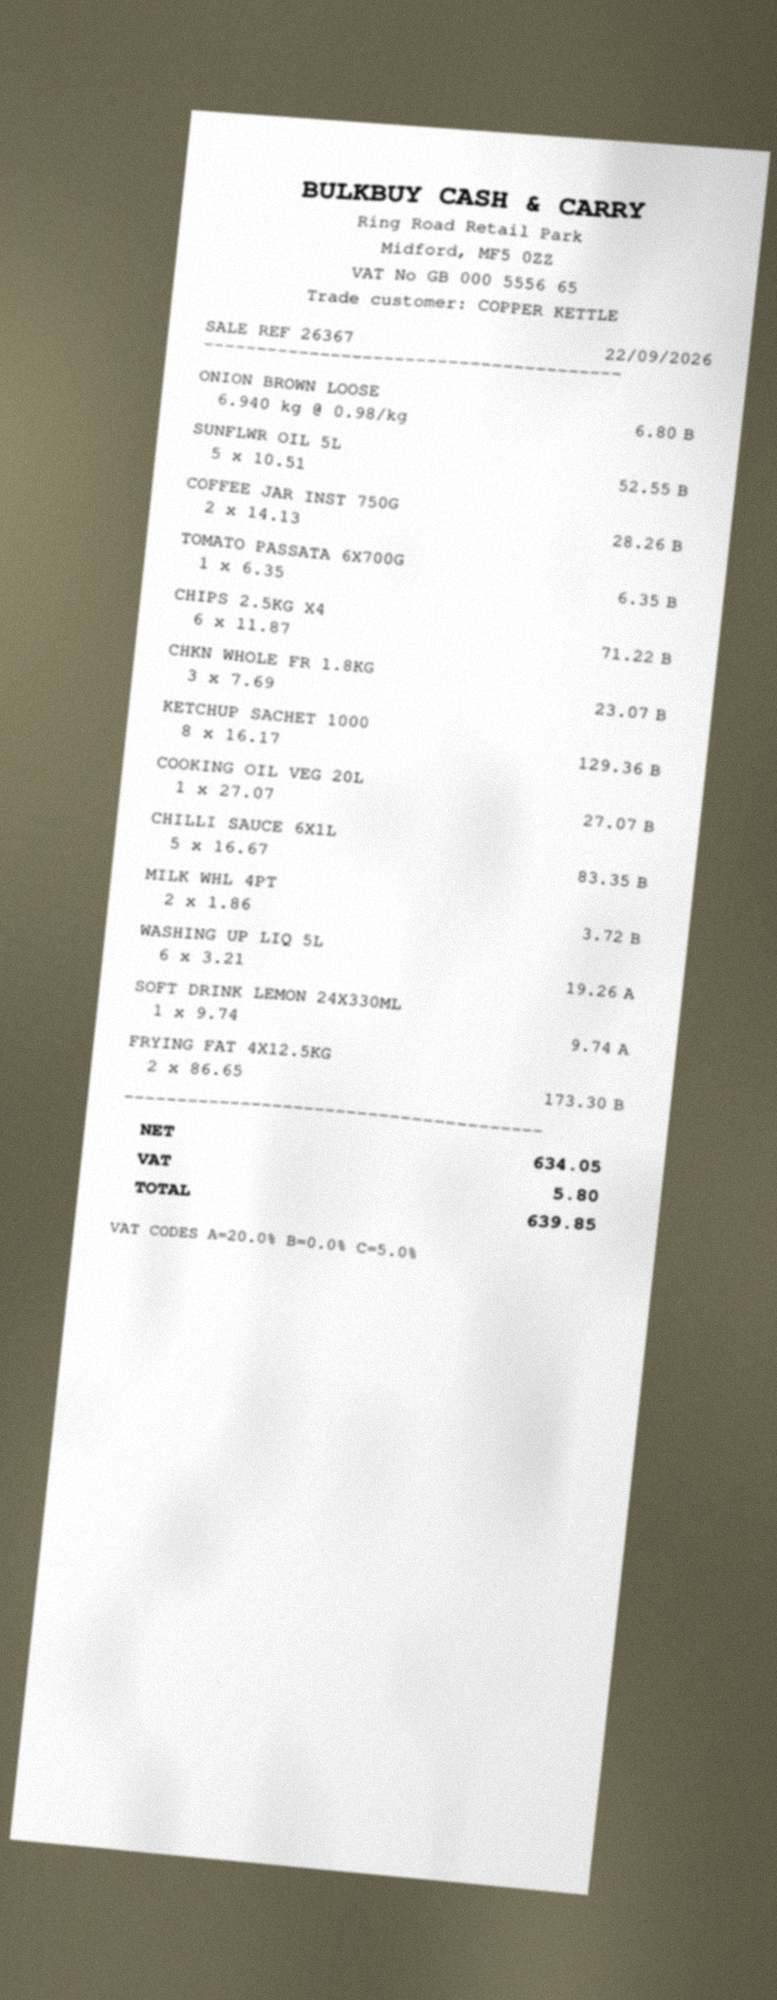 BULKBUY CASH & CARRY
Ring Road Retail Park
Midford, MF5 0ZZ
VAT No GB 000 5556 65
Trade customer: COPPER KETTLE
SALE REF 26367 22/09/2026
----------------------------------------
ONION BROWN LOOSE
6.940 kg @ 0.98/kg 6.80 B
SUNFLWR OIL 5L
5 x 10.51 52.55 B
COFFEE JAR INST 750G
2 x 14.13 28.26 B
TOMATO PASSATA 6X700G
1 x 6.35 6.35 B
CHIPS 2.5KG X4
6 x 11.87 71.22 B
CHKN WHOLE FR 1.8KG
3 x 7.69 23.07 B
KETCHUP SACHET 1000
8 x 16.17 129.36 B
COOKING OIL VEG 20L
1 x 27.07 27.07 B
CHILLI SAUCE 6X1L
5 x 16.67 83.35 B
MILK WHL 4PT
2 x 1.86 3.72 B
WASHING UP LIQ 5L
6 x 3.21 19.26 A
SOFT DRINK LEMON 24X330ML
1 x 9.74 9.74 A
FRYING FAT 4X12.5KG
2 x 86.65 173.30 B
----------------------------------------
NET 634.05
VAT 5.80
TOTAL 639.85
VAT CODES A=20.0% B=0.0% C=5.0%